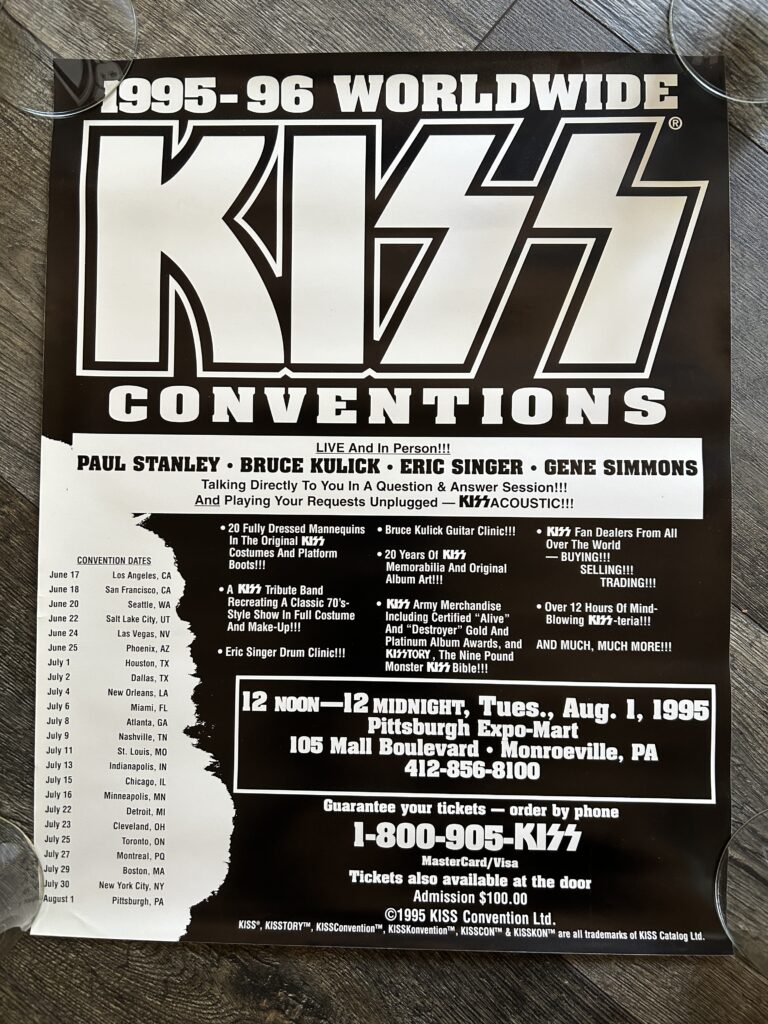 1995-96 WORLDWIDE
KISS®
CONVENTIONS
LIVE And In Person!!!
PAUL STANLEY • BRUCE KULICK • ERIC SINGER • GENE SIMMONS
Talking Directly To You In A Question & Answer Session!!!
And Playing Your Requests Unplugged — KISS ACOUSTIC!!!
• 20 Fully Dressed Mannequins
In The Original KISS
Costumes And Platform
Boots!!!
• A KISS Tribute Band
Recreating A Classic 70's-
Style Show In Full Costume
And Make-Up!!!
• Eric Singer Drum Clinic!!!
• Bruce Kulick Guitar Clinic!!!
• 20 Years Of KISS
Memorabilia And Original
Album Art!!!
• KISS Army Merchandise
Including Certified "Alive"
And "Destroyer" Gold And
Platinum Album Awards, and
KISSTORY, The Nine Pound
Monster KISS Bible!!!
• KISS Fan Dealers From All
Over The World
— BUYING!!!
SELLING!!!
TRADING!!!
• Over 12 Hours Of Mind-
Blowing KISS-teria!!!
AND MUCH, MUCH MORE!!!
CONVENTION DATES
June 17 Los Angeles, CA
June 18 San Francisco, CA
June 20 Seattle, WA
June 22 Salt Lake City, UT
June 24 Las Vegas, NV
June 25 Phoenix, AZ
July 1 Houston, TX
July 2 Dallas, TX
July 4 New Orleans, LA
July 6 Miami, FL
July 8 Atlanta, GA
July 9 Nashville, TN
July 11 St. Louis, MO
July 13 Indianapolis, IN
July 15 Chicago, IL
July 16 Minneapolis, MN
July 22 Detroit, MI
July 23 Cleveland, OH
July 25 Toronto, ON
July 27 Montreal, PQ
July 29 Boston, MA
July 30 New York City, NY
August 1 Pittsburgh, PA
12 NOON—12 MIDNIGHT, Tues., Aug. 1, 1995
Pittsburgh Expo-Mart
105 Mall Boulevard • Monroeville, PA
412-856-8100
Guarantee your tickets — order by phone
1-800-905-KISS
MasterCard/Visa
Tickets also available at the door
Admission $100.00
©1995 KISS Convention Ltd.
KISS®, KISSTORY™, KISSConvention™, KISSKonvention™, KISSCON™ & KISSKON™ are all trademarks of KISS Catalog Ltd.